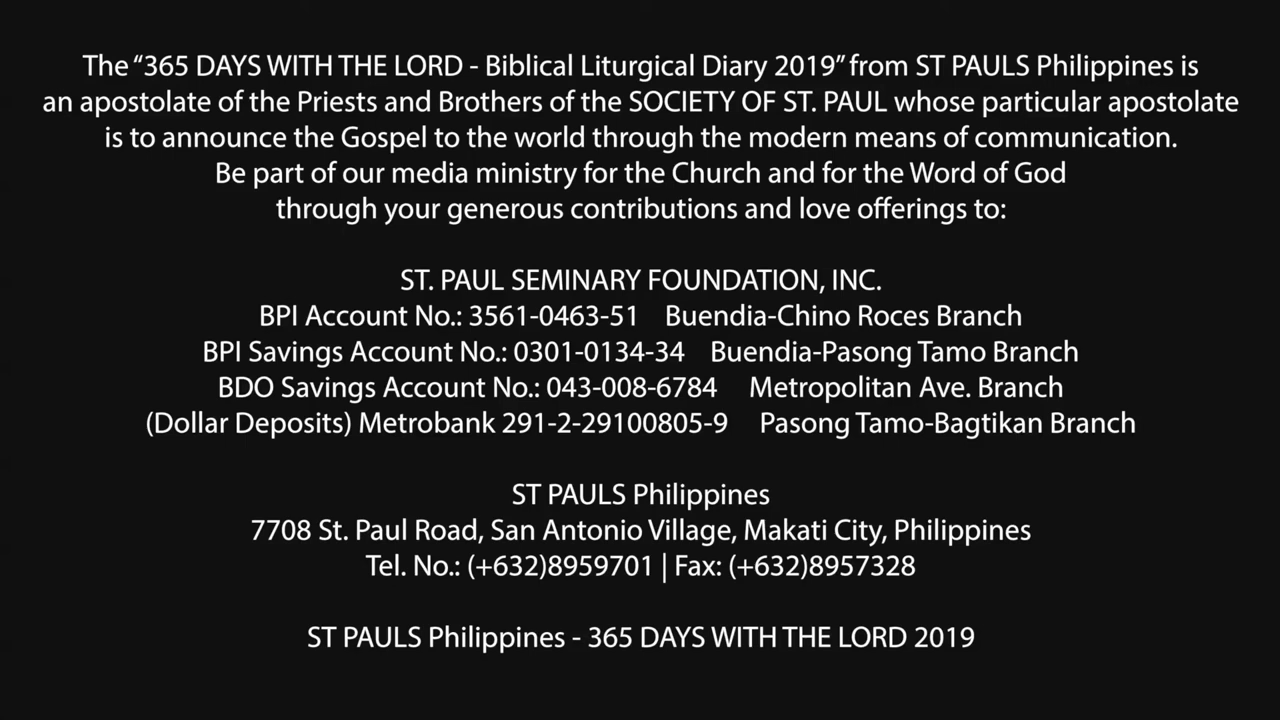 The “365 DAYS WITH THE LORD - Biblical Liturgical Diary 2019” from ST PAULS Philippines is
an apostolate of the Priests and Brothers of the SOCIETY OF ST. PAUL whose particular apostolate
is to announce the Gospel to the world through the modern means of communication.
Be part of our media ministry for the Church and for the Word of God
through your generous contributions and love offerings to:
ST. PAUL SEMINARY FOUNDATION, INC.
BPI Account No.: 3561-0463-51 Buendia-Chino Roces Branch
BPI Savings Account No.: 0301-0134-34 Buendia-Pasong Tamo Branch
BDO Savings Account No.: 043-008-6784 Metropolitan Ave. Branch
(Dollar Deposits) Metrobank 291-2-29100805-9 Pasong Tamo-Bagtikan Branch
ST PAULS Philippines
7708 St. Paul Road, San Antonio Village, Makati City, Philippines
Tel. No.: (+632)8959701 | Fax: (+632)8957328
ST PAULS Philippines - 365 DAYS WITH THE LORD 2019